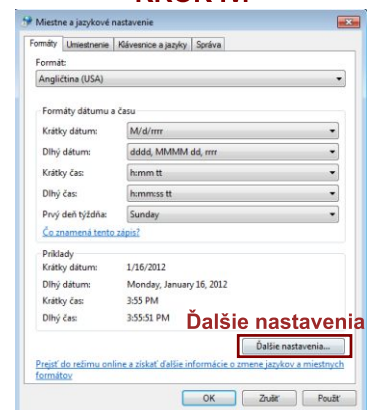 Miestne a jazykové nastavenie
Formáty Umiestnenie Klávesnice a jazyky Správa
Formát:
Angličtina (USA)
Formáty dátumu a času
Krátky dátum: M/d/rrrr
Dlhý dátum: dddd, MMMM dd, rrrr
Krátky čas: h:mm tt
Dlhý čas: h:mm:ss tt
Prvý deň týždňa: Sunday
Čo znamená tento zápis?
Príklady
Krátky dátum: 1/16/2012
Dlhý dátum: Monday, January 16, 2012
Krátky čas: 3:55 PM
Dlhý čas: 3:55:51 PM
Ďalšie nastavenia
Ďalšie nastavenia...
Prejsť do režimu online a získať ďalšie informácie o zmene jazykov a miestnych
formátov
OK Zrušiť Použiť